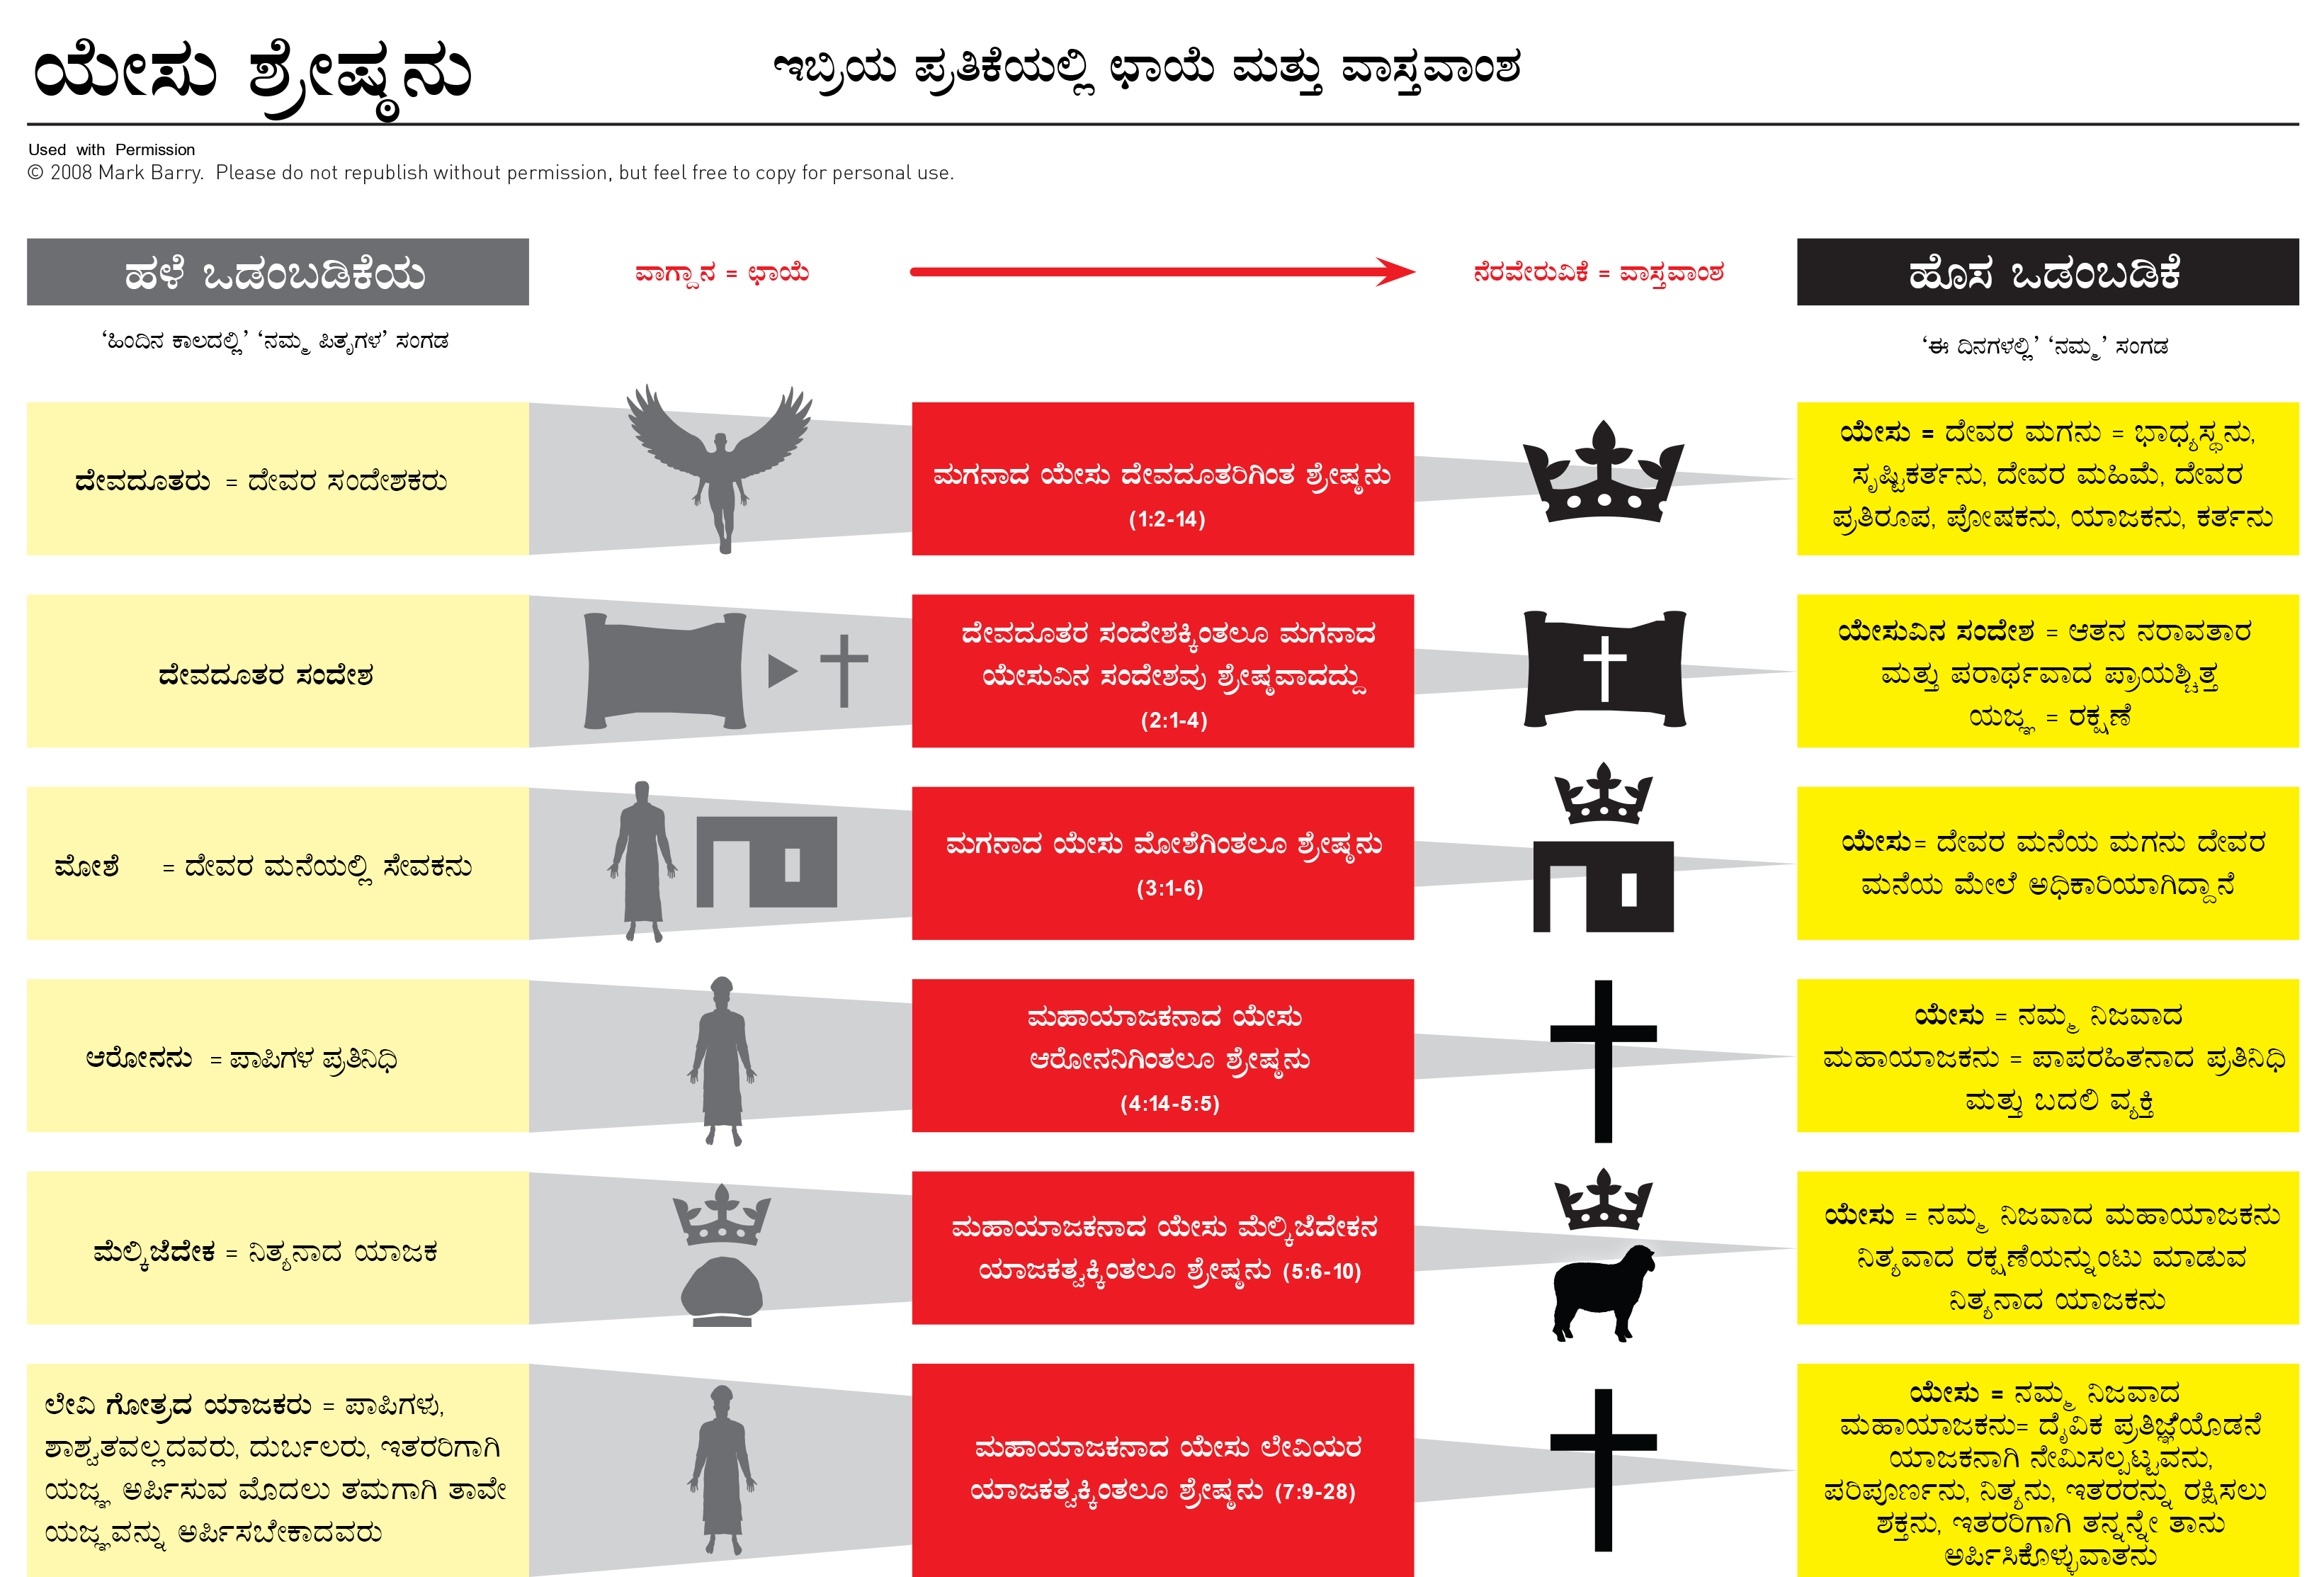 ಯೇಸು ಶ್ರೇಷ್ಠನು
ಇಬ್ರಿಯ ಪ್ರತಿಕೆಯಲ್ಲಿ ಛಾಯೆ ಮತ್ತು ವಾಸ್ತವಾಂಶ
Used with Permission
© 2008 Mark Barry. Please do not republish without permission, but feel free to copy for personal use.
ಹಳೆ ಒಡಂಬಡಿಕೆಯ
ವಾಗ್ದಾನ = ಛಾಯೆ
ನೆರವೇರುವಿಕೆ = ವಾಸ್ತವಾಂಶ
ಹೊಸ ಒಡಂಬಡಿಕೆ
‘ಹಿಂದಿನ ಕಾಲದಲ್ಲಿ’ ‘ನಮ್ಮ ಪಿತೃಗಳ’ ಸಂಗಡ
‘ಈ ದಿನಗಳಲ್ಲಿ’ ‘ನಮ್ಮ’ ಸಂಗಡ
ದೇವದೂತರು = ದೇವರ ಸಂದೇಶಕರು
ಮಗನಾದ ಯೇಸು ದೇವದೂತರಿಗಿಂತ ಶ್ರೇಷ್ಠನು
(1:2-14)
ಯೇಸು = ದೇವರ ಮಗನು = ಭಾಧ್ಯಸ್ಥನು,
ಸೃಷ್ಟಿಕರ್ತನು, ದೇವರ ಮಹಿಮೆ, ದೇವರ
ಪ್ರತಿರೂಪ, ಪೋಷಕನು, ಯಾಜಕನು, ಕರ್ತನು
ದೇವದೂತರ ಸಂದೇಶ
ದೇವದೂತರ ಸಂದೇಶಕ್ಕಿಂತಲೂ ಮಗನಾದ
ಯೇಸುವಿನ ಸಂದೇಶವು ಶ್ರೇಷ್ಠವಾದದ್ದು
(2:1-4)
ಯೇಸುವಿನ ಸಂದೇಶ = ಆತನ ನರಾವತಾರ
ಮತ್ತು ಪರಾರ್ಥವಾದ ಪ್ರಾಯಶ್ಚಿತ್ತ
ಯಜ್ಞ = ರಕ್ಷಣೆ
ಮೋಶೆ = ದೇವರ ಮನೆಯಲ್ಲಿ ಸೇವಕನು
ಮಗನಾದ ಯೇಸು ಮೋಶೆಗಿಂತಲೂ ಶ್ರೇಷ್ಠನು
(3:1-6)
ಯೇಸು= ದೇವರ ಮನೆಯ ಮಗನು ದೇವರ
ಮನೆಯ ಮೇಲೆ ಅಧಿಕಾರಿಯಾಗಿದ್ದಾನೆ
ಆರೋನನು = ಪಾಪಿಗಳ ಪ್ರತಿನಿಧಿ
ಮಹಾಯಾಜಕನಾದ ಯೇಸು
ಆರೋನನಿಗಿಂತಲೂ ಶ್ರೇಷ್ಠನು
(4:14-5:5)
ಯೇಸು = ನಮ್ಮ ನಿಜವಾದ
ಮಹಾಯಾಜಕನು = ಪಾಪರಹಿತನಾದ ಪ್ರತಿನಿಧಿ
ಮತ್ತು ಬದಲಿ ವ್ಯಕ್ತಿ
ಮೆಲ್ಕಿಜೆದೇಕ = ನಿತ್ಯನಾದ ಯಾಜಕ
ಮಹಾಯಾಜಕನಾದ ಯೇಸು ಮೆಲ್ಕಿಜೆದೇಕನ
ಯಾಜಕತ್ವಕ್ಕಿಂತಲೂ ಶ್ರೇಷ್ಠನು (5:6-10)
ಯೇಸು = ನಮ್ಮ ನಿಜವಾದ ಮಹಾಯಾಜಕನು
ನಿತ್ಯವಾದ ರಕ್ಷಣೆಯನ್ನುಂಟು ಮಾಡುವ
ನಿತ್ಯನಾದ ಯಾಜಕನು
ಲೇವಿ ಗೋತ್ರದ ಯಾಜಕರು = ಪಾಪಿಗಳು,
ಶಾಶ್ವತವಲ್ಲದವರು, ದುರ್ಬಲರು, ಇತರರಿಗಾಗಿ
ಯಜ್ಞ ಅರ್ಪಿಸುವ ಮೊದಲು ತಮಗಾಗಿ ತಾವೇ
ಯಜ್ಞವನ್ನು ಅರ್ಪಿಸಬೇಕಾದವರು
ಮಹಾಯಾಜಕನಾದ ಯೇಸು ಲೇವಿಯರ
ಯಾಜಕತ್ವಕ್ಕಿಂತಲೂ ಶ್ರೇಷ್ಠನು (7:9-28)
ಯೇಸು = ನಮ್ಮ ನಿಜವಾದ
ಮಹಾಯಾಜಕನು= ದೈವಿಕ ಪ್ರತಿಜ್ಞೆಯೊಡನೆ
ಯಾಜಕನಾಗಿ ನೇಮಿಸಲ್ಪಟ್ಟವನು,
ಪರಿಪೂರ್ಣನು, ನಿತ್ಯನು, ಇತರರನ್ನು ರಕ್ಷಿಸಲು
ಶಕ್ತನು, ಇತರರಿಗಾಗಿ ತನ್ನನ್ನೇ ತಾನು
ಅರ್ಪಿಸಿಕೊಳ್ಳುವಾತನು